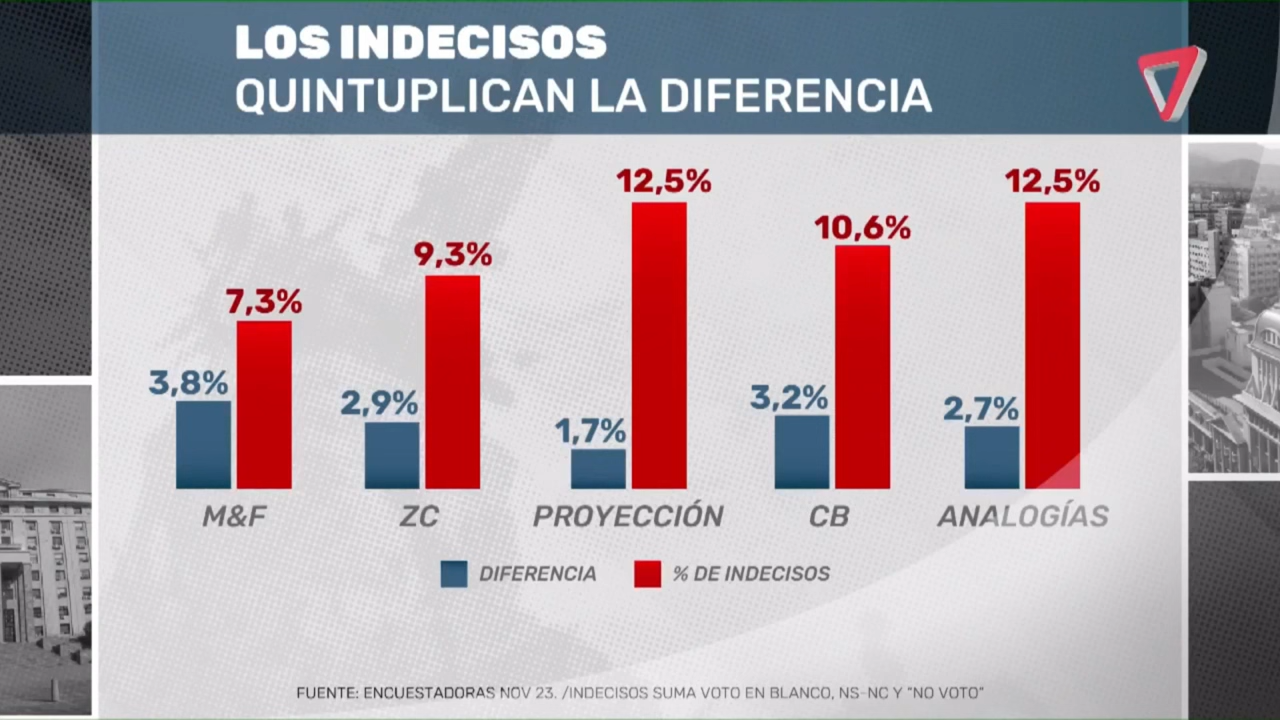 LOS INDECISOS
QUINTUPLICAN LA DIFERENCIA
3,8%
7,3%
2,9%
9,3%
1,7%
12,5%
3,2%
10,6%
2,7%
12,5%
M&F
ZC
PROYECCIÓN
CB
ANALOGÍAS
DIFERENCIA
% DE INDECISOS
FUENTE: ENCUESTADORAS NOV 23. /INDECISOS SUMA VOTO EN BLANCO, NS-NC Y "NO VOTO"